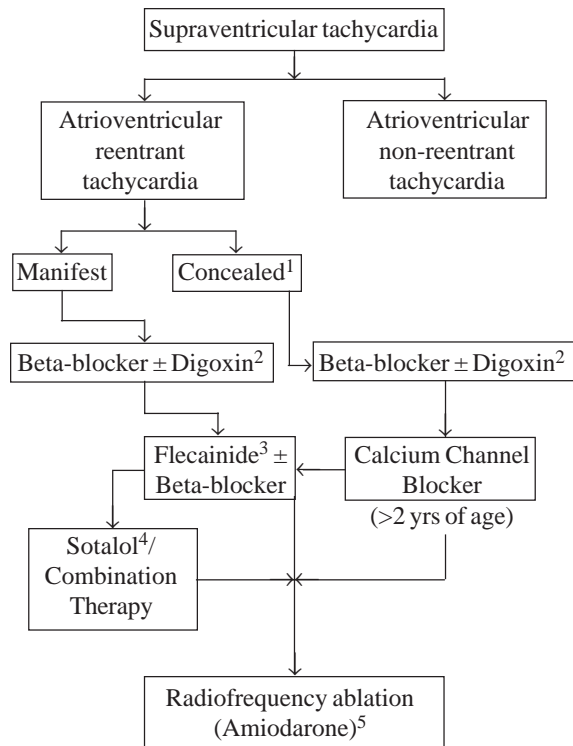 Supraventricular tachycardia
Atrioventricular
reentrant
tachycardia
Atrioventricular
non-reentrant
tachycardia
Manifest
Concealed¹
Beta-blocker ± Digoxin²
Beta-blocker ± Digoxin²
Flecainide³ ±
Beta-blocker
Calcium Channel
Blocker
(>2 yrs of age)
Sotalol⁴/
Combination
Therapy
Radiofrequency ablation
(Amiodarone)⁵